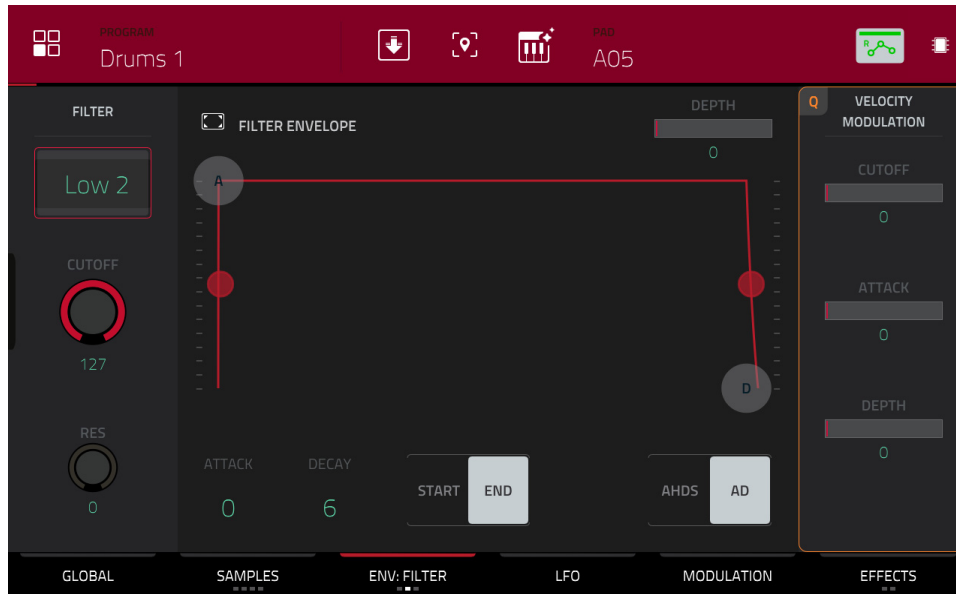 PROGRAM
Drums 1
PAD
A05
R
FILTER
Low 2
CUTOFF
127
RES
0
FILTER ENVELOPE
DEPTH
0
A
D
ATTACK
0
DECAY
6
START
END
AHDS
AD
Q
VELOCITY
MODULATION
CUTOFF
0
ATTACK
0
DEPTH
0
GLOBAL
SAMPLES
ENV: FILTER
LFO
MODULATION
EFFECTS